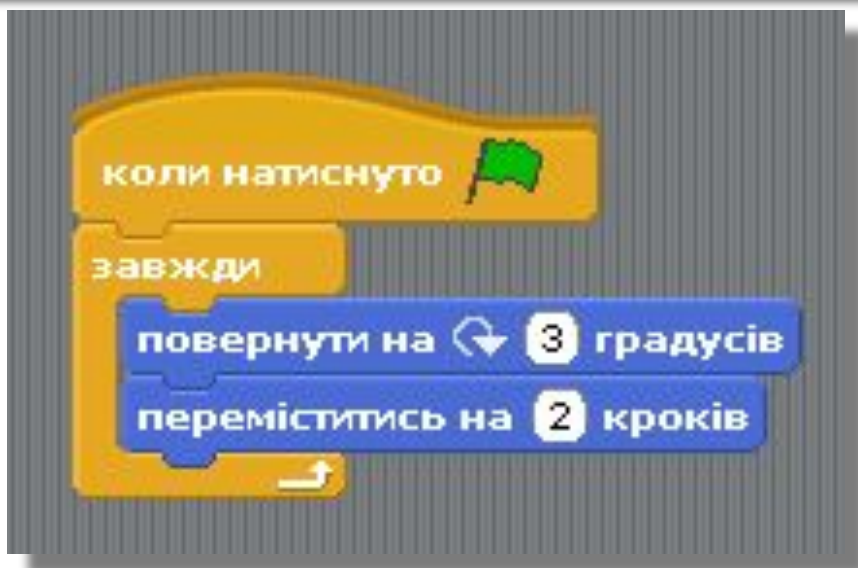 коли натиснуто
завжди
повернути на 3 градусів
переміститись на 2 кроків